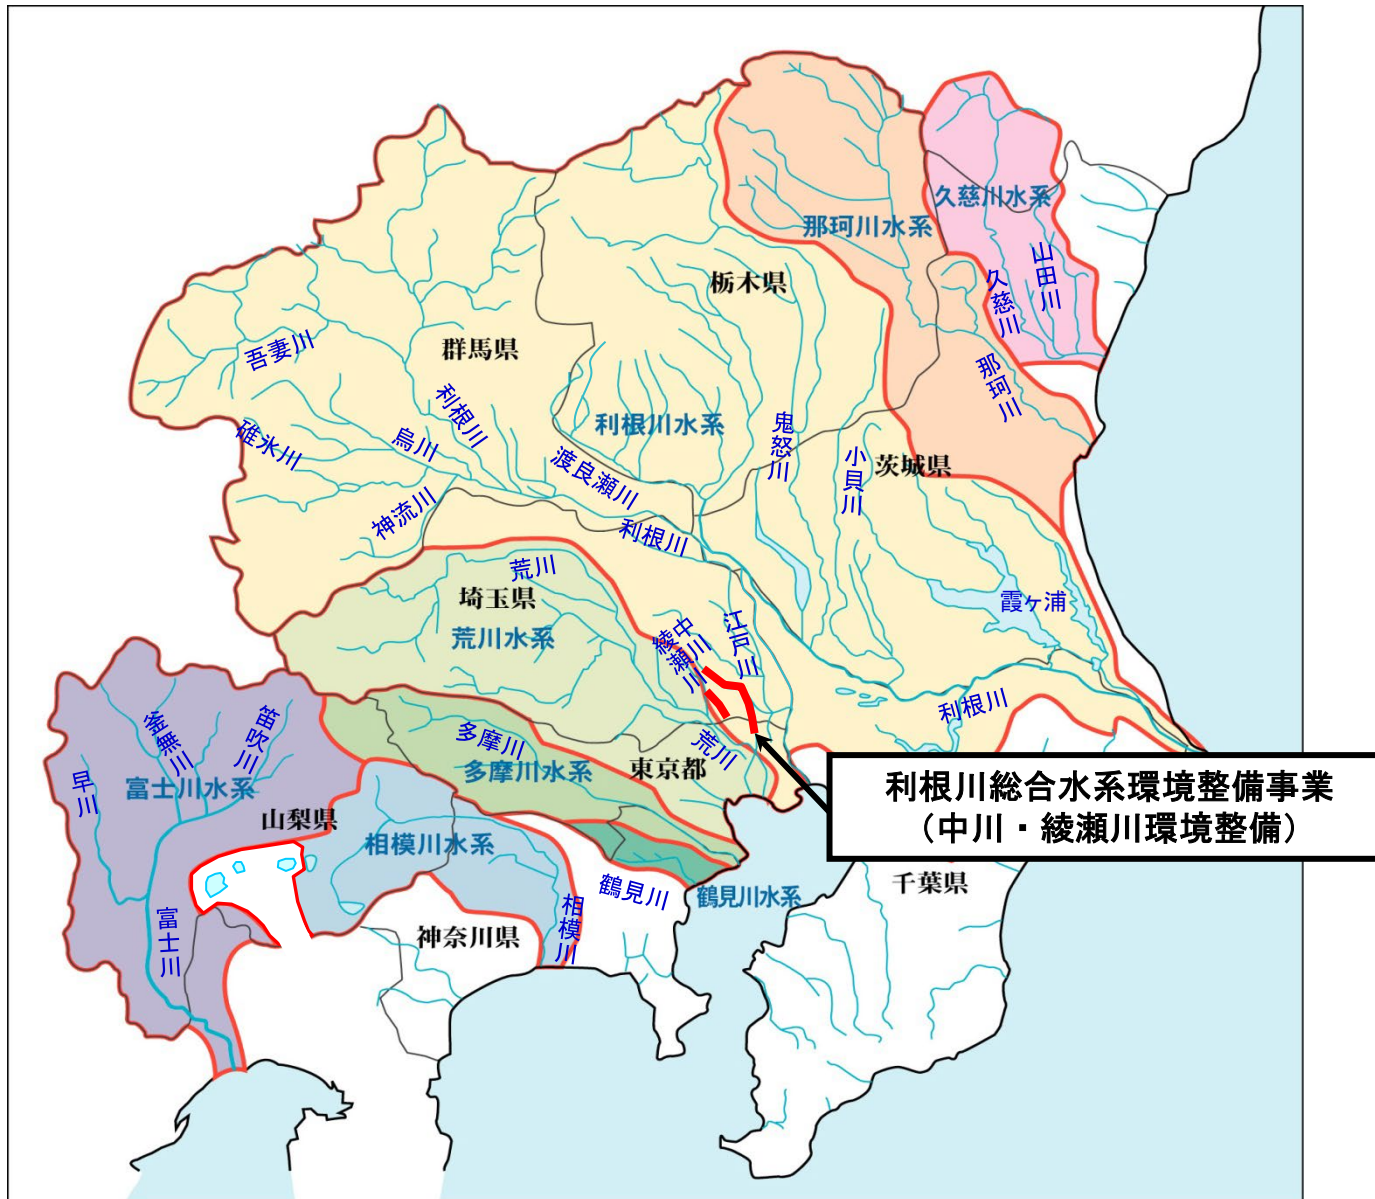 久慈川水系
那珂川水系
山田川
栃木県
久慈川
吾妻川
群馬県
那珂川
利根川
利根川水系
鬼怒川
碓氷川
烏川
小貝川
茨城県
渡良瀬川
神流川
利根川
荒川
埼玉県
霞ヶ浦
荒川水系
綾瀬川
中川
江戸川
釜無川
笛吹川
利根川
多摩川
荒川
早川
富士川水系
多摩川水系
東京都
利根川総合水系環境整備事業
（中川・綾瀬川環境整備）
山梨県
相模川水系
千葉県
鶴見川
鶴見川水系
富士川
神奈川県
相模川